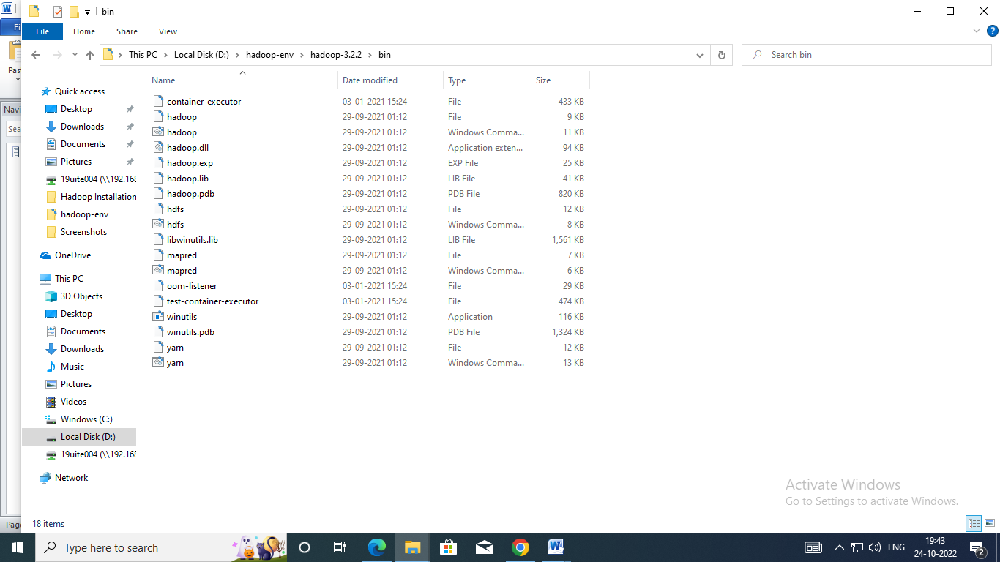 bin
Fi
File Home Share View
Pas
This PC Local Disk (D:) hadoop-env hadoop-3.2.2 bin
Search bin
Navi
Sea
Quick access
Desktop
Downloads
Documents
Pictures
19uite004 (\\192.168
Hadoop Installation
hadoop-env
Screenshots
OneDrive
This PC
3D Objects
Desktop
Documents
Downloads
Music
Pictures
Videos
Windows (C:)
Local Disk (D:)
19uite004 (\\192.168
Network
Name Date modified Type Size
container-executor 03-01-2021 15:24 File 433 KB
hadoop 29-09-2021 01:12 File 9 KB
hadoop 29-09-2021 01:12 Windows Comma... 11 KB
hadoop.dll 29-09-2021 01:12 Application exten... 94 KB
hadoop.exp 29-09-2021 01:12 EXP File 25 KB
hadoop.lib 29-09-2021 01:12 LIB File 41 KB
hadoop.pdb 29-09-2021 01:12 PDB File 820 KB
hdfs 29-09-2021 01:12 File 12 KB
hdfs 29-09-2021 01:12 Windows Comma... 8 KB
libwinutils.lib 29-09-2021 01:12 LIB File 1,561 KB
mapred 29-09-2021 01:12 File 7 KB
mapred 29-09-2021 01:12 Windows Comma... 6 KB
oom-listener 03-01-2021 15:24 File 29 KB
test-container-executor 03-01-2021 15:24 File 474 KB
winutils 29-09-2021 01:12 Application 116 KB
winutils.pdb 29-09-2021 01:12 PDB File 1,324 KB
yarn 29-09-2021 01:12 File 12 KB
yarn 29-09-2021 01:12 Windows Comma... 13 KB
Activate Windows
Go to Settings to activate Windows.
Page
18 items
Type here to search
ENG
19:43
24-10-2022
2